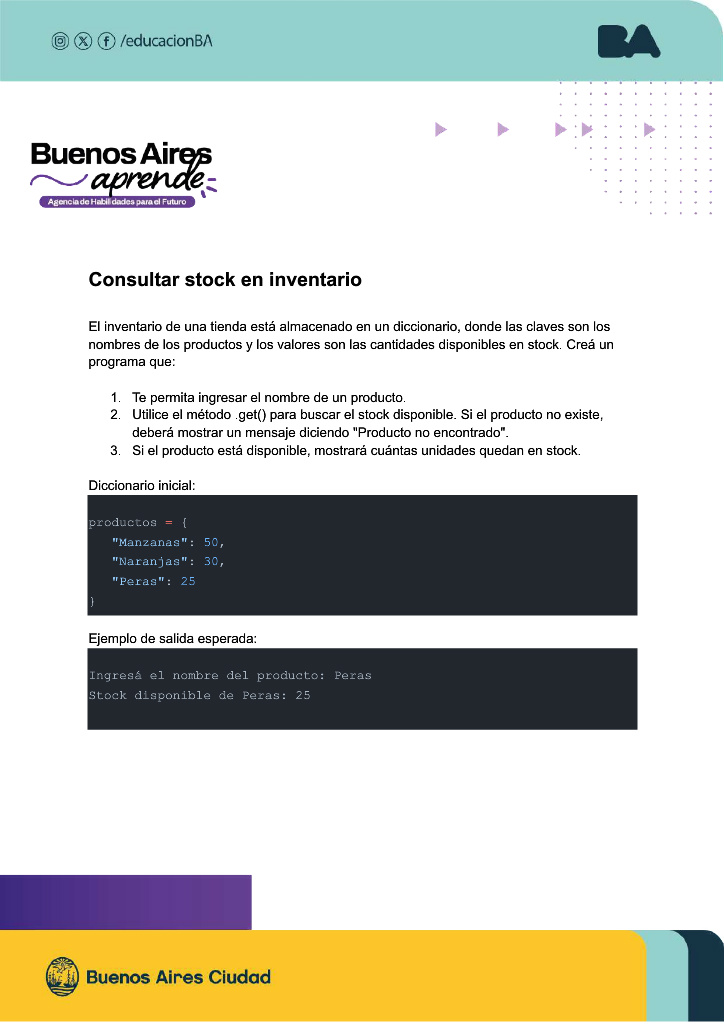 /educacionBA
BA
Buenos Aires
aprende
Agencia de Habilidades para el Futuro
Consultar stock en inventario
El inventario de una tienda está almacenado en un diccionario, donde las claves son los
nombres de los productos y los valores son las cantidades disponibles en stock. Creá un
programa que:
1. Te permita ingresar el nombre de un producto.
2. Utilice el método .get() para buscar el stock disponible. Si el producto no existe,
deberá mostrar un mensaje diciendo "Producto no encontrado".
3. Si el producto está disponible, mostrará cuántas unidades quedan en stock.
Diccionario inicial:
productos = {
"Manzanas": 50,
"Naranjas": 30,
"Peras": 25
}
Ejemplo de salida esperada:
Ingresá el nombre del producto: Peras
Stock disponible de Peras: 25
Buenos Aires Ciudad